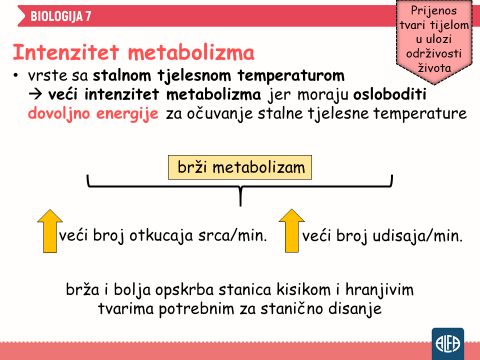 BIOLOGIJA 7
Prijenos
tvari tijelom
u ulozi
održivosti
života
Intenzitet metabolizma
• vrste sa stalnom tjelesnom temperaturom
→ veći intenzitet metabolizma jer moraju osloboditi
dovoljno energije za očuvanje stalne tjelesne temperature
brži metabolizam
veći broj otkucaja srca/min.
veći broj udisaja/min.
brža i bolja opskrba stanica kisikom i hranjivim
tvarima potrebnim za stanično disanje
ALFA